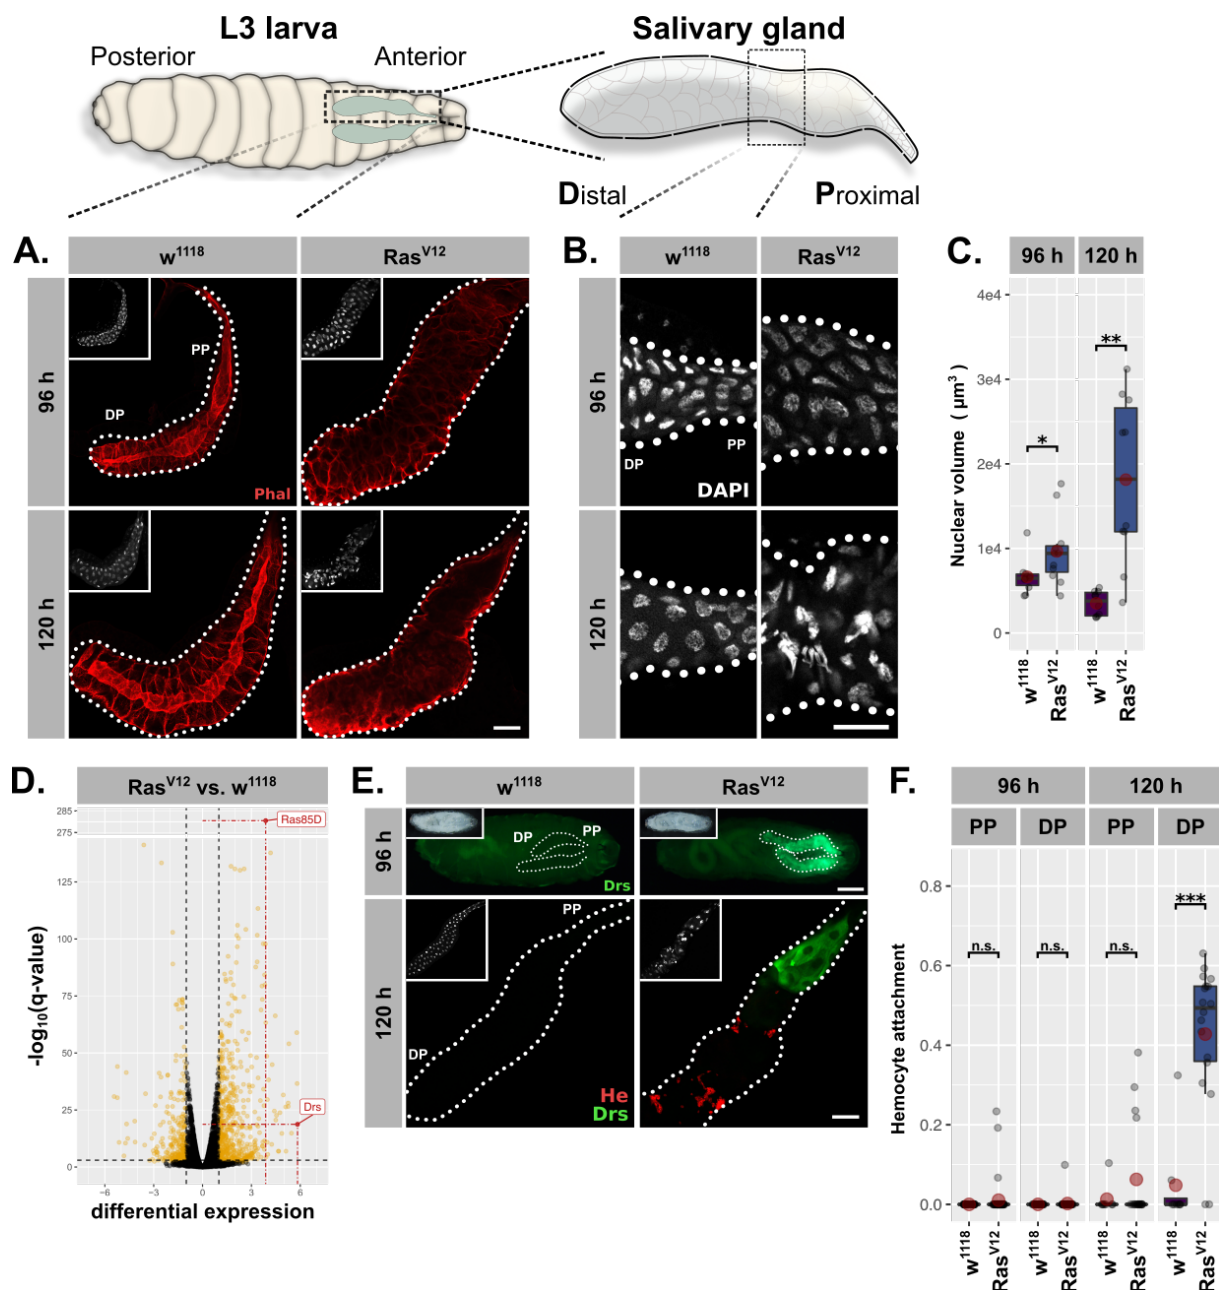 L3 larva
Salivary gland
Posterior
Anterior
Distal
Proximal
A.
w1118
RasV12
96 h
PP
DP
Phal
120 h
B.
w1118
RasV12
96 h
PP
DP
DAPI
120 h
C.
96 h
120 h
Nuclear volume ( µm3 )
4e4
3e4
2e4
1e4
0
*
**
w1118
RasV12
w1118
RasV12
D.
RasV12 vs. w1118
-log10(q-value)
285
275
125
100
75
50
25
0
Ras85D
Drs
−6
−3
0
3
6
differential expression
E.
w1118
RasV12
96 h
DP
PP
Drs
120 h
PP
DP
He
Drs
F.
96 h
120 h
PP
DP
PP
DP
Hemocyte attachment
0.8
0.6
0.4
0.2
0.0
n.s.
n.s.
n.s.
***
w1118
RasV12
w1118
RasV12
w1118
RasV12
w1118
RasV12